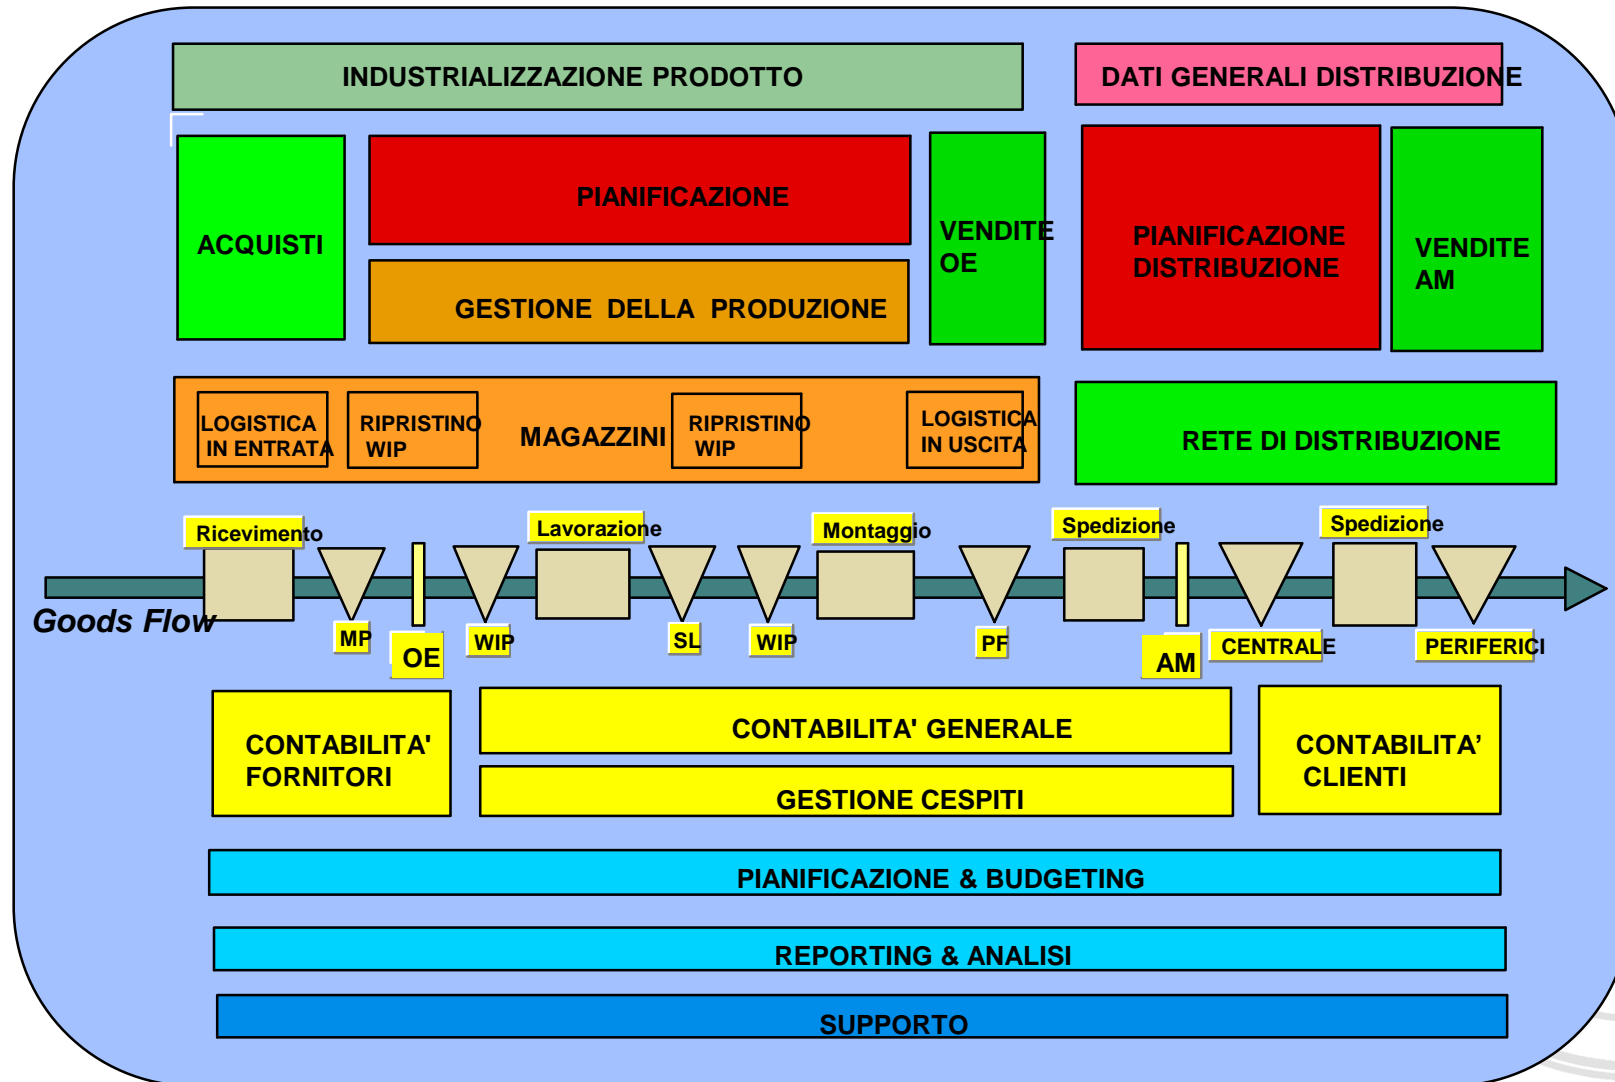 INDUSTRIALIZZAZIONE PRODOTTO
DATI GENERALI DISTRIBUZIONE
ACQUISTI
PIANIFICAZIONE
GESTIONE DELLA PRODUZIONE
VENDITE
OE
PIANIFICAZIONE
DISTRIBUZIONE
VENDITE
AM
LOGISTICA
IN ENTRATA
RIPRISTINO
WIP
MAGAZZINI
RIPRISTINO
WIP
LOGISTICA
IN USCITA
RETE DI DISTRIBUZIONE
Ricevimento
Lavorazione
Montaggio
Spedizione
Spedizione
Goods Flow
MP
OE
WIP
SL
WIP
PF
AM
CENTRALE
PERIFERICI
CONTABILITA'
FORNITORI
CONTABILITA' GENERALE
GESTIONE CESPITI
CONTABILITA’
CLIENTI
PIANIFICAZIONE & BUDGETING
REPORTING & ANALISI
SUPPORTO